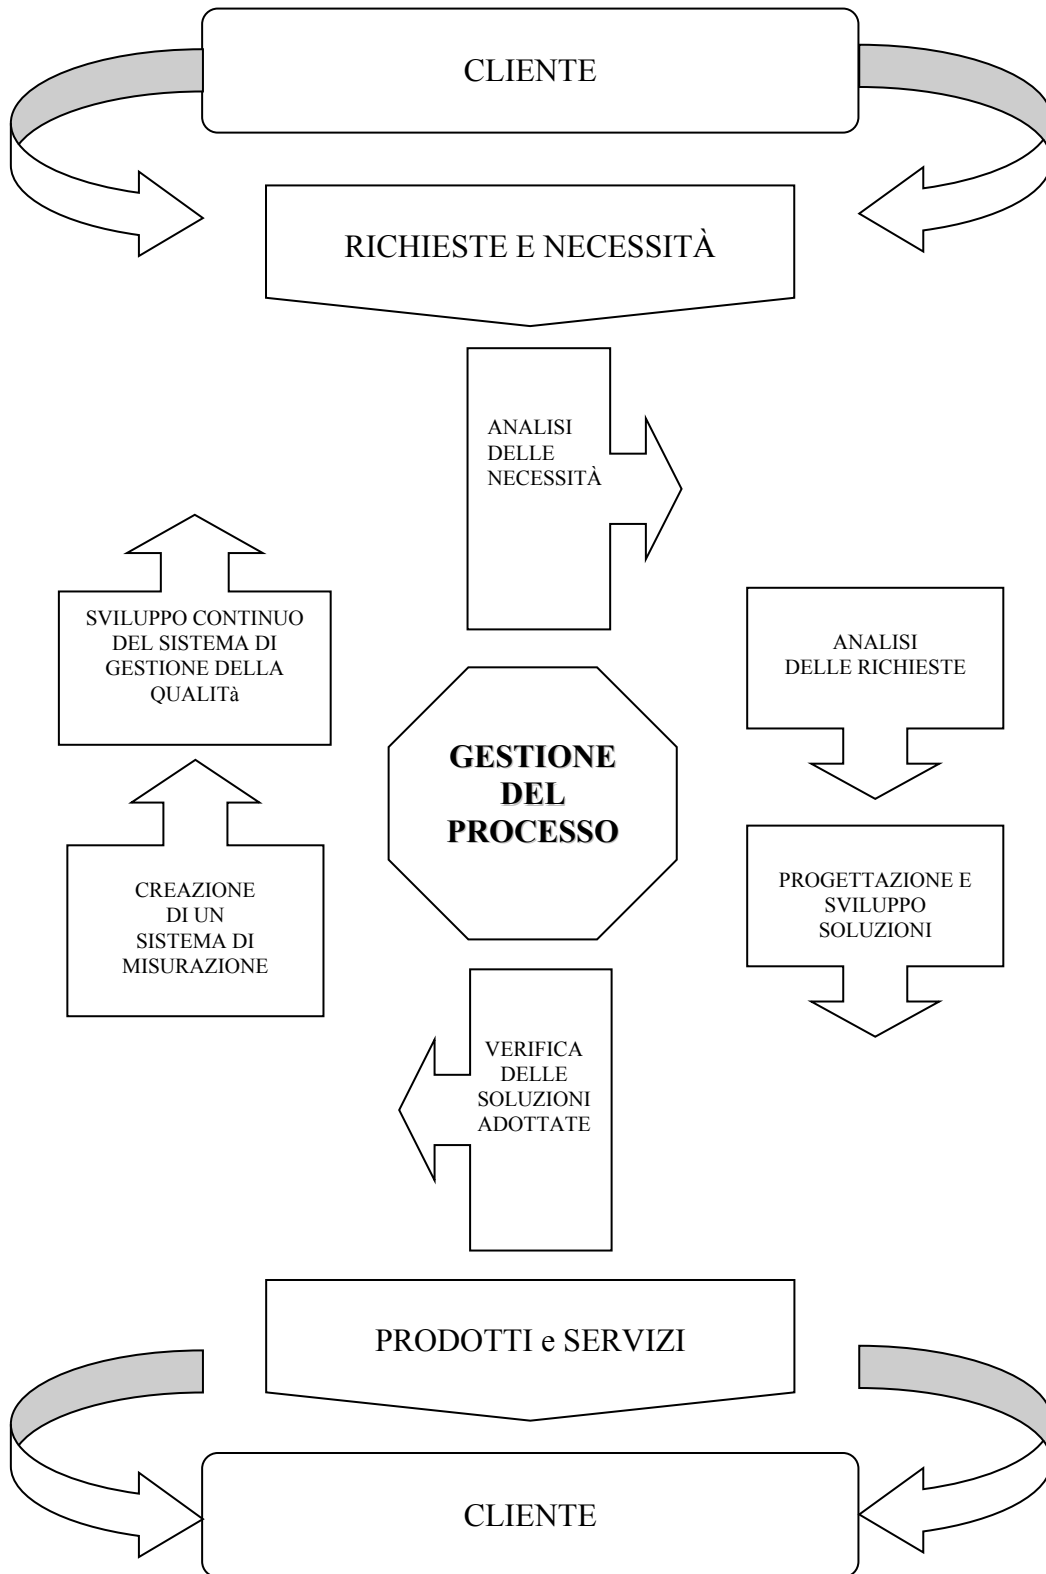 CLIENTE
RICHIESTE E NECESSITÀ
ANALISI
DELLE
NECESSITÀ
SVILUPPO CONTINUO
DEL SISTEMA DI
GESTIONE DELLA
QUALITà
ANALISI
DELLE RICHIESTE
GESTIONE
DEL
PROCESSO
CREAZIONE
DI UN
SISTEMA DI
MISURAZIONE
PROGETTAZIONE E
SVILUPPO
SOLUZIONI
VERIFICA
DELLE
SOLUZIONI
ADOTTATE
PRODOTTI e SERVIZI
CLIENTE